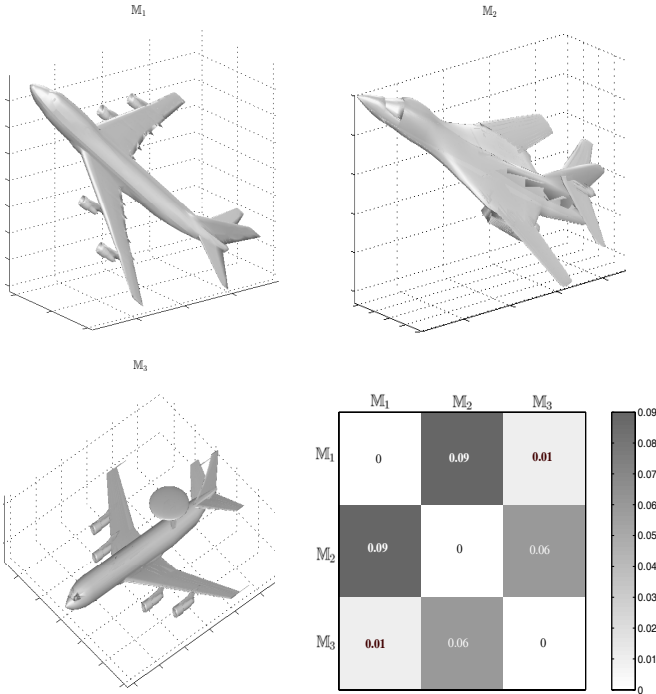 𝕄₁
𝕄₂
𝕄₃
𝕄₁ 𝕄₂ 𝕄₃
𝕄₁ 0 0.09 0.01
𝕄₂ 0.09 0 0.06
𝕄₃ 0.01 0.06 0
0.09
0.08
0.07
0.06
0.05
0.04
0.03
0.02
0.01
0